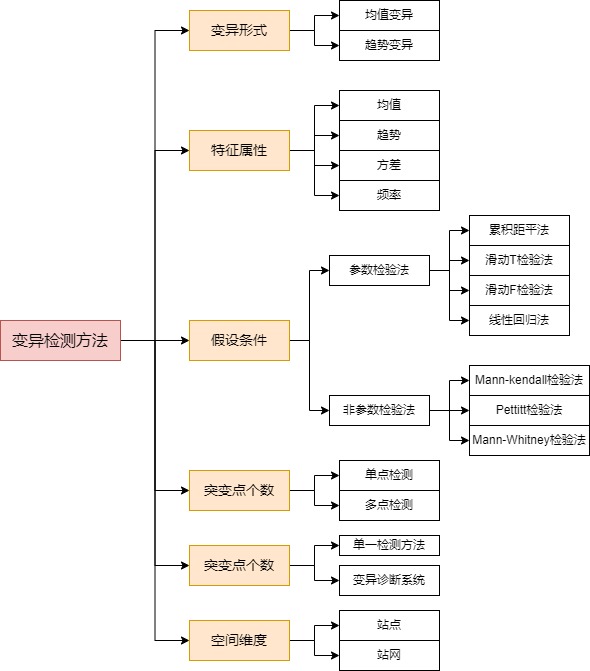 变异检测方法
变异形式
均值变异
趋势变异
特征属性
均值
趋势
方差
频率
假设条件
参数检验法
累积距平法
滑动T检验法
滑动F检验法
线性回归法
非参数检验法
Mann-kendall检验法
Pettitt检验法
Mann-Whitney检验法
突变点个数
单点检测
多点检测
突变点个数
单一检测方法
变异诊断系统
空间维度
站点
站网